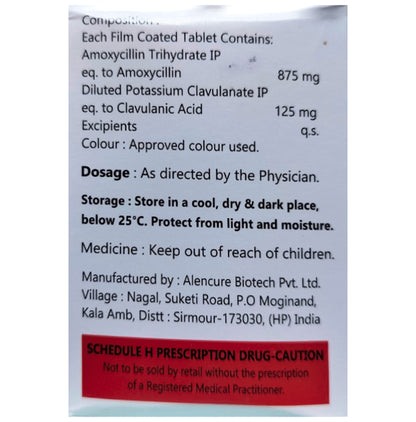 Composition :
Each Film Coated Tablet Contains:
Amoxycillin Trihydrate IP
eq. to Amoxycillin 875 mg
Diluted Potassium Clavulanate IP
eq. to Clavulanic Acid 125 mg
Excipients q.s.
Colour : Approved colour used.
Dosage : As directed by the Physician.
Storage : Store in a cool, dry & dark place,
below 25°C. Protect from light and moisture.
Medicine : Keep out of reach of children.
Manufactured by : Alencure Biotech Pvt. Ltd.
Village : Nagal, Suketi Road, P.O Moginand,
Kala Amb, Distt : Sirmour-173030, (HP) India
SCHEDULE H PRESCRIPTION DRUG-CAUTION
Not to be sold by retail without the prescription
of a Registered Medical Practitioner.